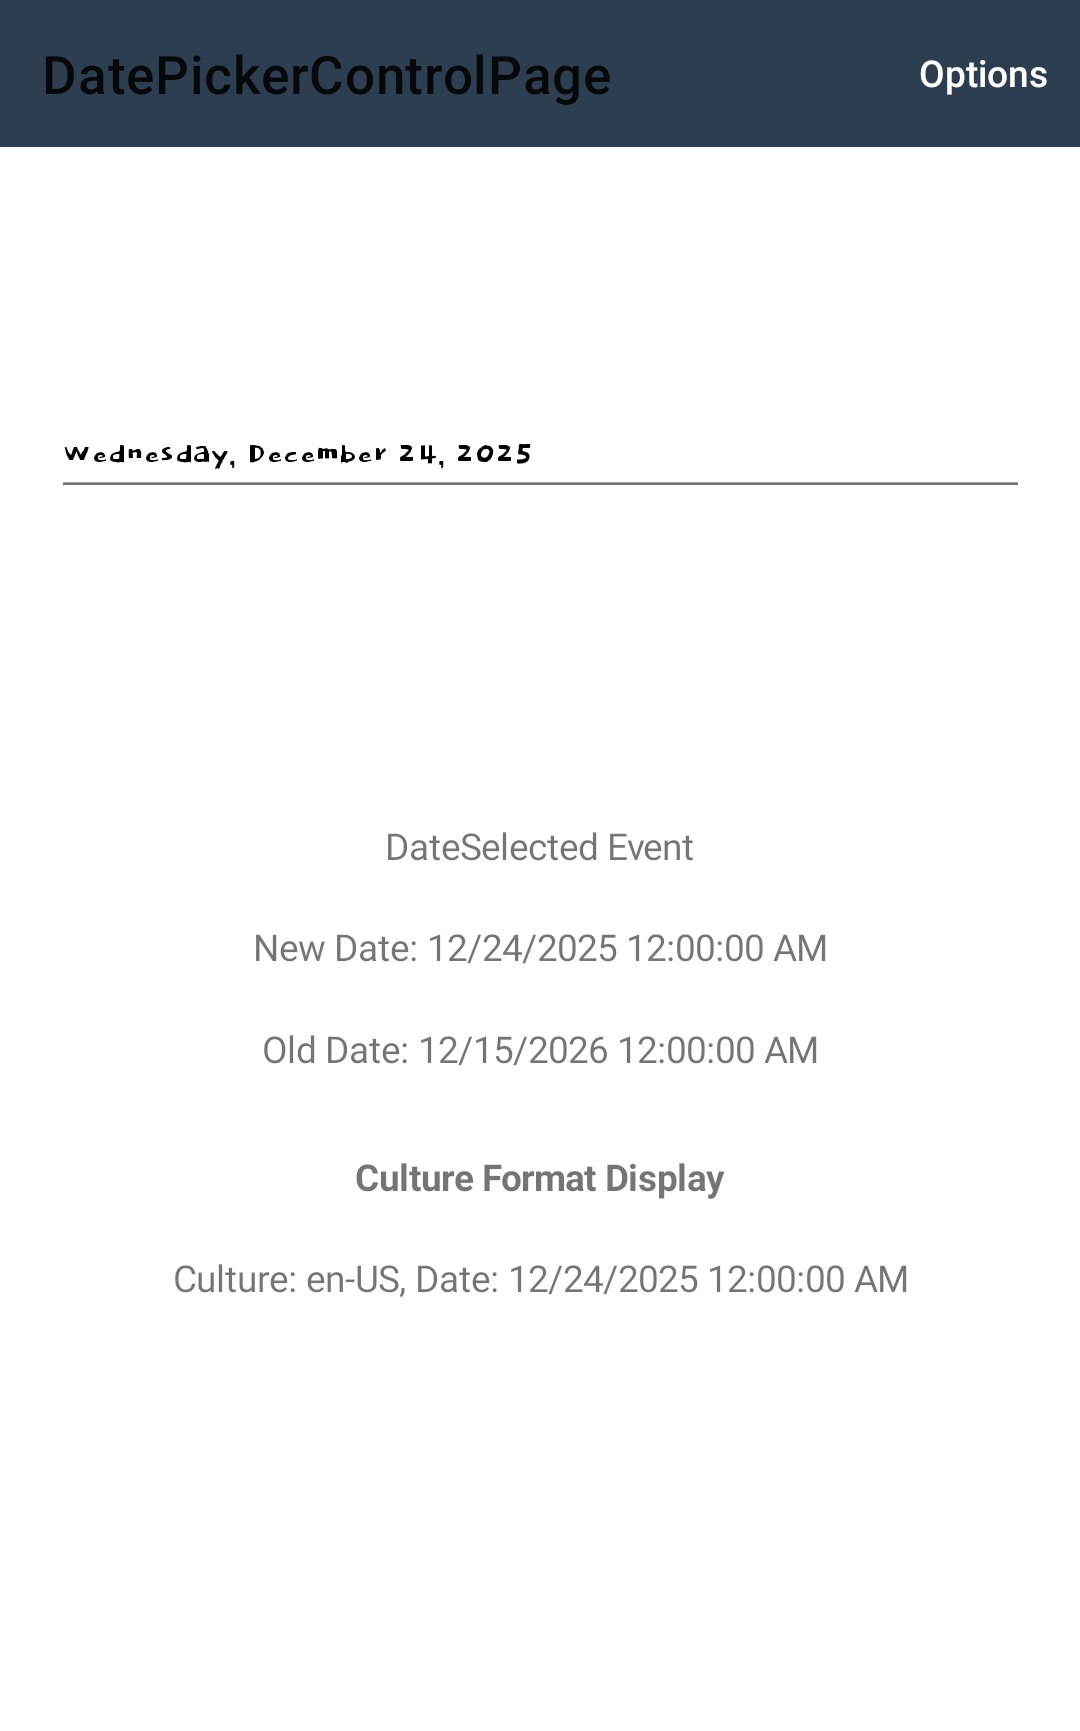 DatePickerControlPage
Options
Wednesday, December 24, 2025
DateSelected Event
New Date: 12/24/2025 12:00:00 AM
Old Date: 12/15/2026 12:00:00 AM
Culture Format Display
Culture: en-US, Date: 12/24/2025 12:00:00 AM